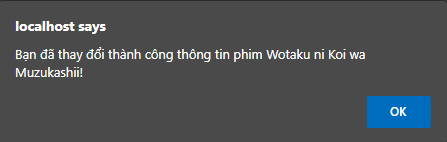 localhost says
Bạn đã thay đổi thành công thông tin phim Wotaku ni Koi wa
Muzukashii!
OK